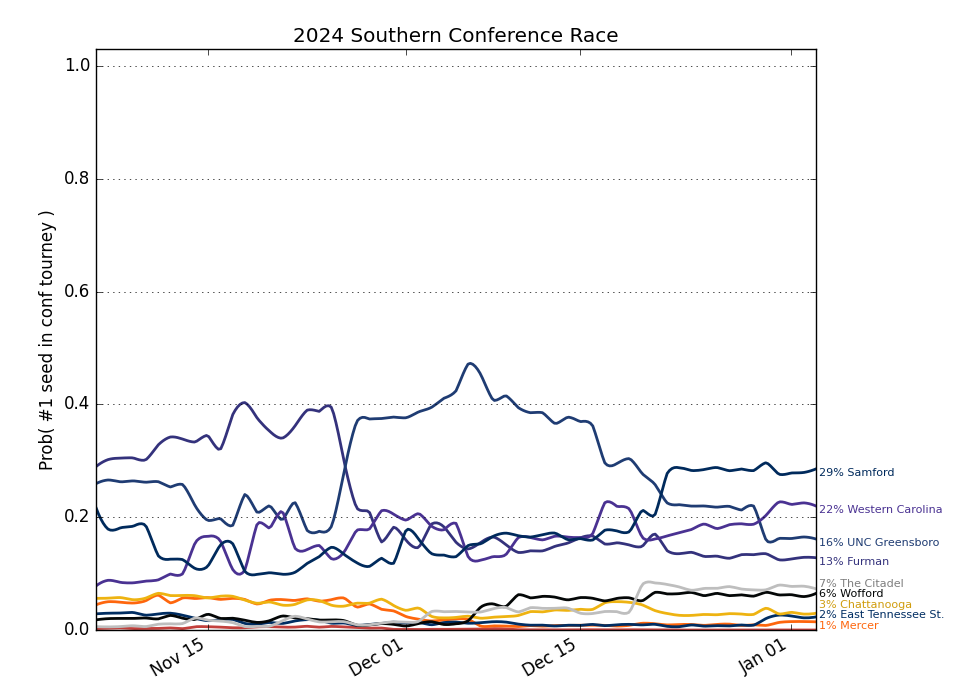 2024 Southern Conference Race
Prob( #1 seed in conf tourney )
1.0
0.8
0.6
0.4
0.2
0.0
Nov 15
Dec 01
Dec 15
Jan 01
29% Samford
22% Western Carolina
16% UNC Greensboro
13% Furman
7% The Citadel
6% Wofford
3% Chattanooga
2% East Tennessee St.
1% Mercer